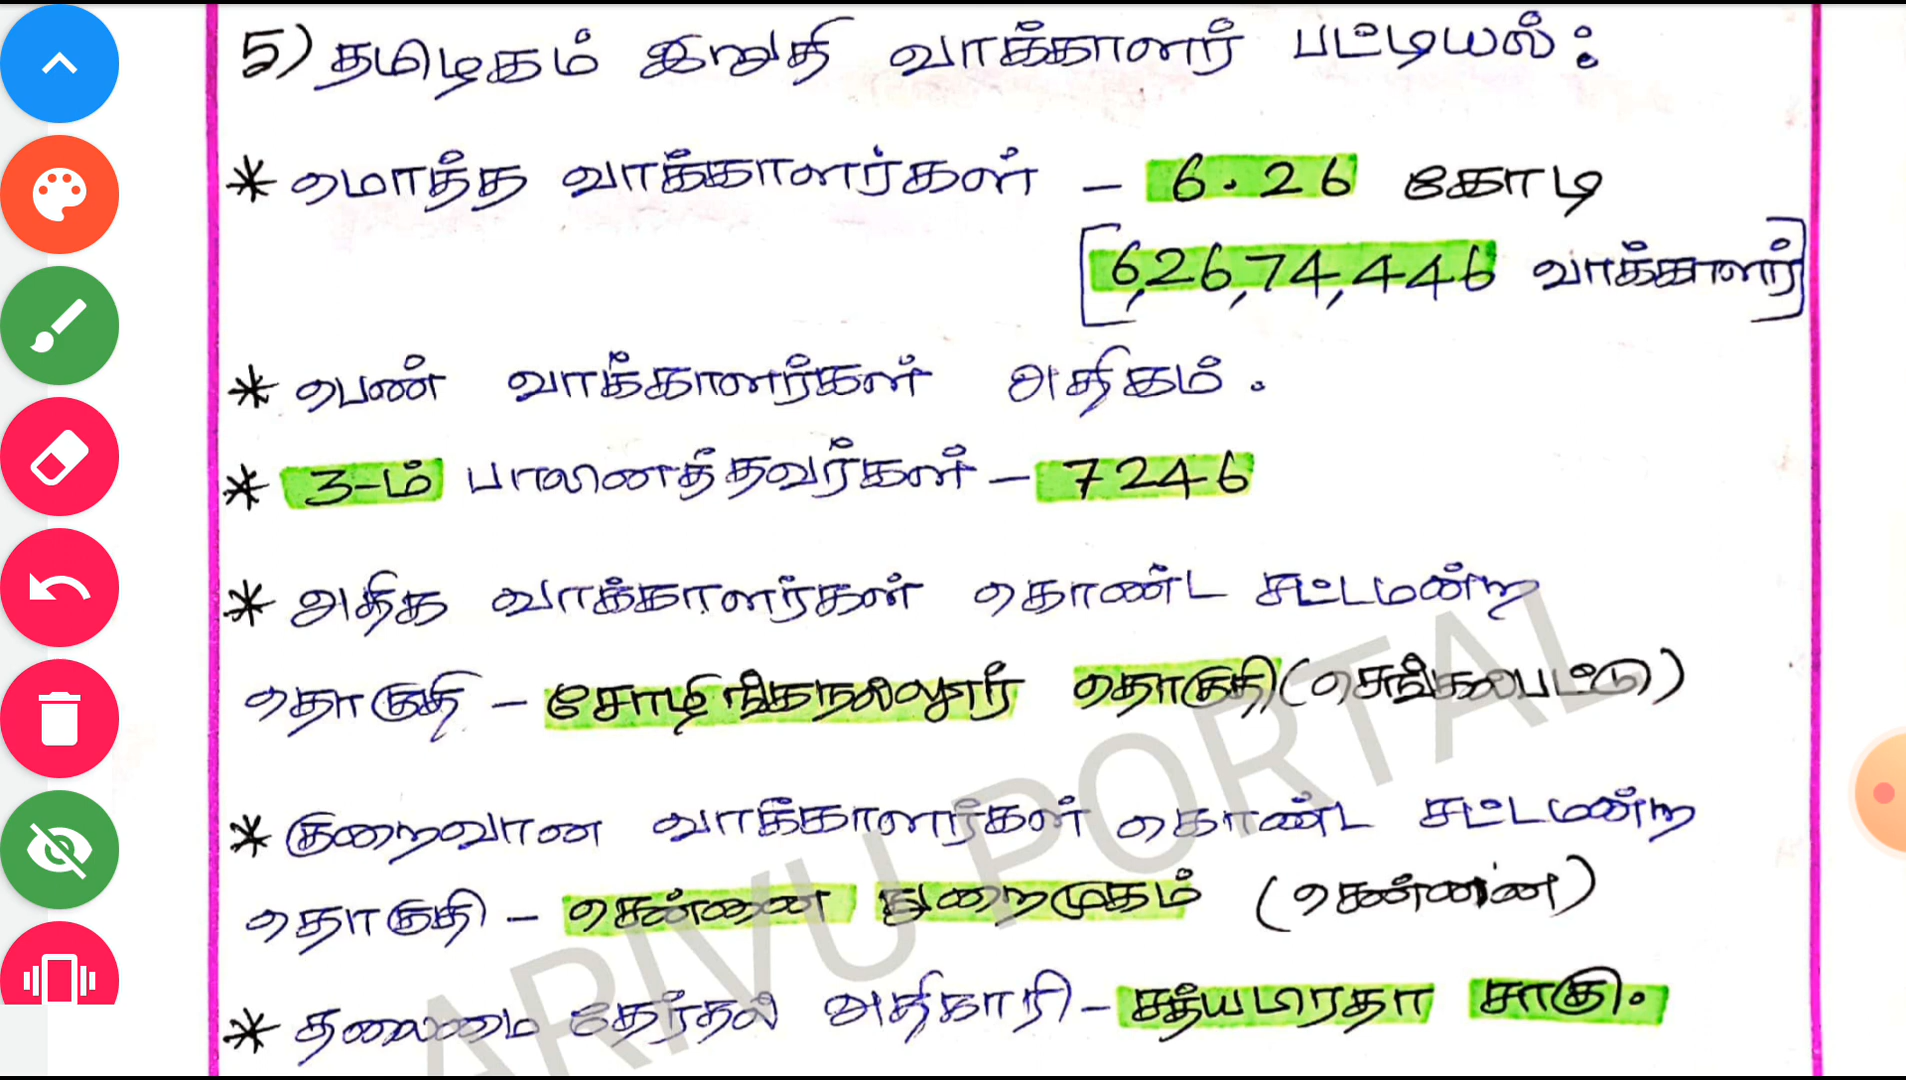 5) தமிழகம் இறுதி வாக்காளர் பட்டியல் :
* மொத்த வாக்காளர்கள் - 6.26 கோடி
[6,26,74,446 வாக்காளர்]
* பெண் வாக்காளர்கள் அதிகம்.
* 3-ம் பாலினத்தவர்கள் - 7246
* அதிக வாக்காளர்கள் கொண்ட சட்டமன்ற
தொகுதி - சோழிங்கநல்லூர் தொகுதி (செங்கல்பட்டு)
* குறைவான வாக்காளர்கள் கொண்ட சட்டமன்ற
தொகுதி - சென்னை துறைமுகம் (சென்னை)
* தலைமை தேர்தல் அதிகாரி - சத்யபிரதா சாகு.
ARIVU PORTAL